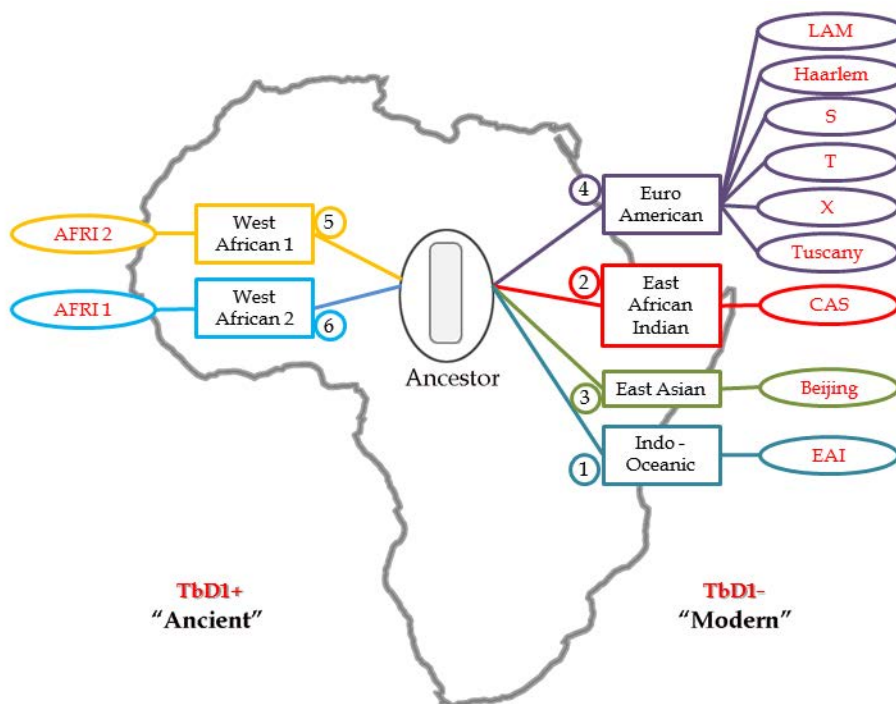 LAM
Haarlem
S
T
X
Tuscany
4
Euro
American
5
West
African 1
AFRI 2
2
East
African
Indian
CAS
West
African 2
6
AFRI 1
Ancestor
3
East Asian
Beijing
1
Indo -
Oceanic
EAI
TbD1+
“Ancient”
TbD1-
“Modern”